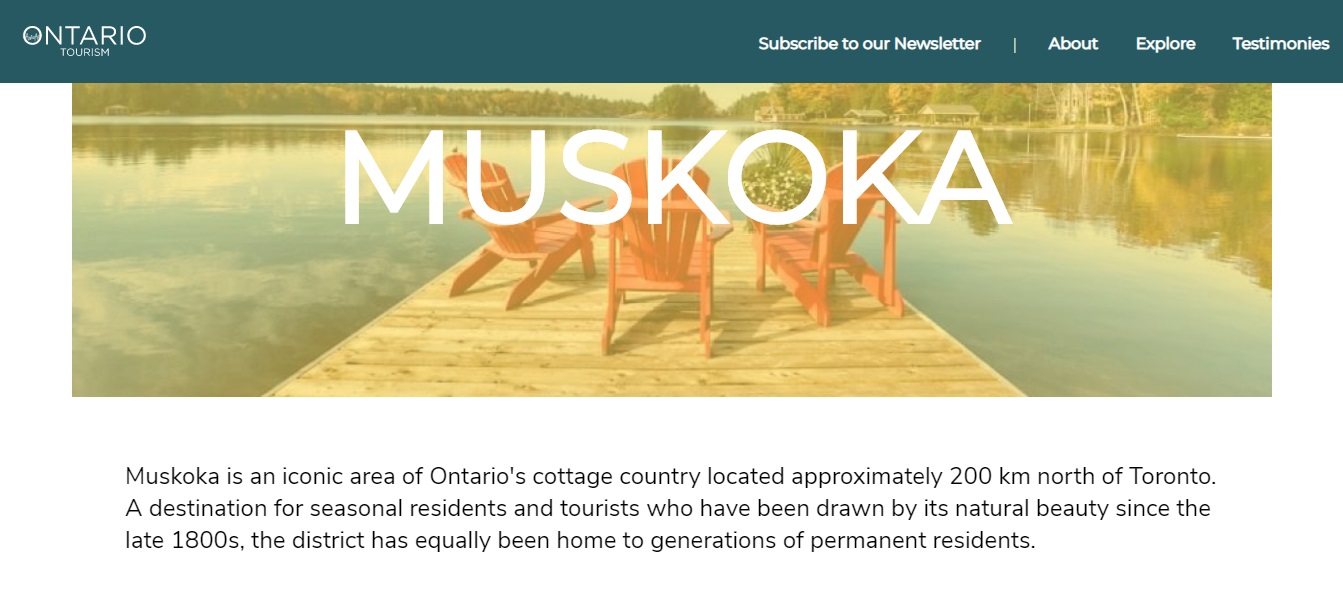 ONTARIO
TOURISM
Subscribe to our Newsletter | About Explore Testimonies
MUSKOKA
Muskoka is an iconic area of Ontario's cottage country located approximately 200 km north of Toronto.
A destination for seasonal residents and tourists who have been drawn by its natural beauty since the
late 1800s, the district has equally been home to generations of permanent residents.